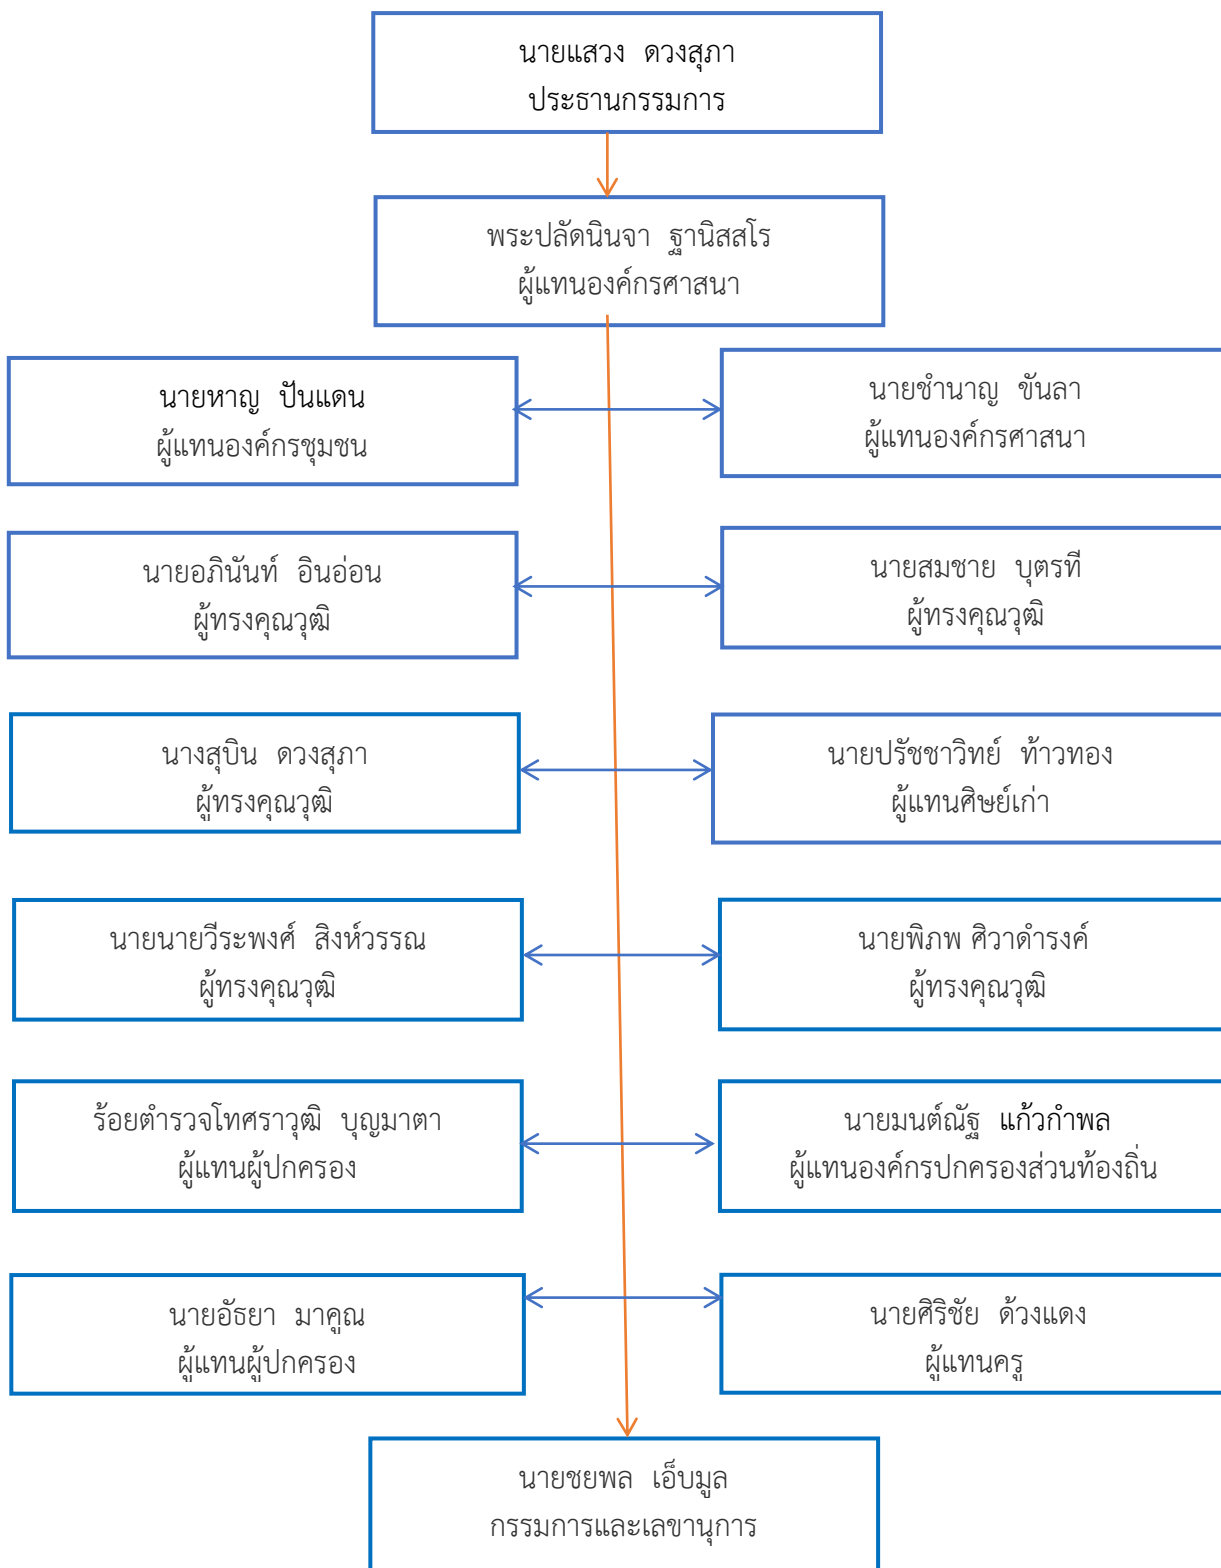 นายแสวง ดวงสุภา
ประธานกรรมการ
พระปลัดนินจา ฐานิสสโร
ผู้แทนองค์กรศาสนา
นายหาญ ปันแดน
ผู้แทนองค์กรชุมชน
นายชำนาญ ขันลา
ผู้แทนองค์กรศาสนา
นายอภินันท์ อินอ่อน
ผู้ทรงคุณวุฒิ
นายสมชาย บุตรที
ผู้ทรงคุณวุฒิ
นางสุบิน ดวงสุภา
ผู้ทรงคุณวุฒิ
นายปรัชชาวิทย์ ท้าวทอง
ผู้แทนศิษย์เก่า
นายนายวีระพงศ์ สิงห์วรรณ
ผู้ทรงคุณวุฒิ
นายพิภพ ศิวาดำรงค์
ผู้ทรงคุณวุฒิ
ร้อยตำรวจโทศราวุฒิ บุญมาตา
ผู้แทนผู้ปกครอง
นายมนต์ณัฐ แก้วกำพล
ผู้แทนองค์กรปกครองส่วนท้องถิ่น
นายอัธยา มาคูณ
ผู้แทนผู้ปกครอง
นายศิริชัย ด้วงแดง
ผู้แทนครู
นายชยพล เอ็บมูล
กรรมการและเลขานุการ